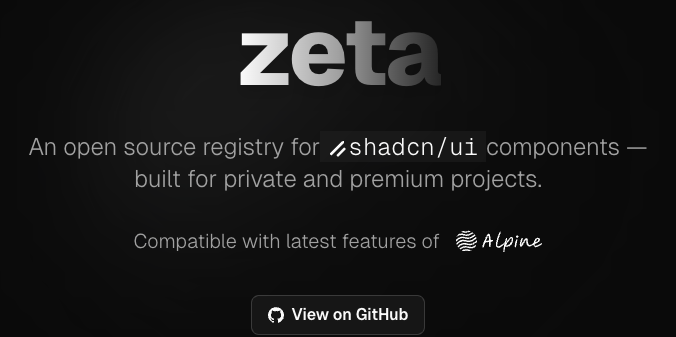 zeta
An open source registry for shadcn/ui components —
built for private and premium projects.
Compatible with latest features of Alpine
View on GitHub